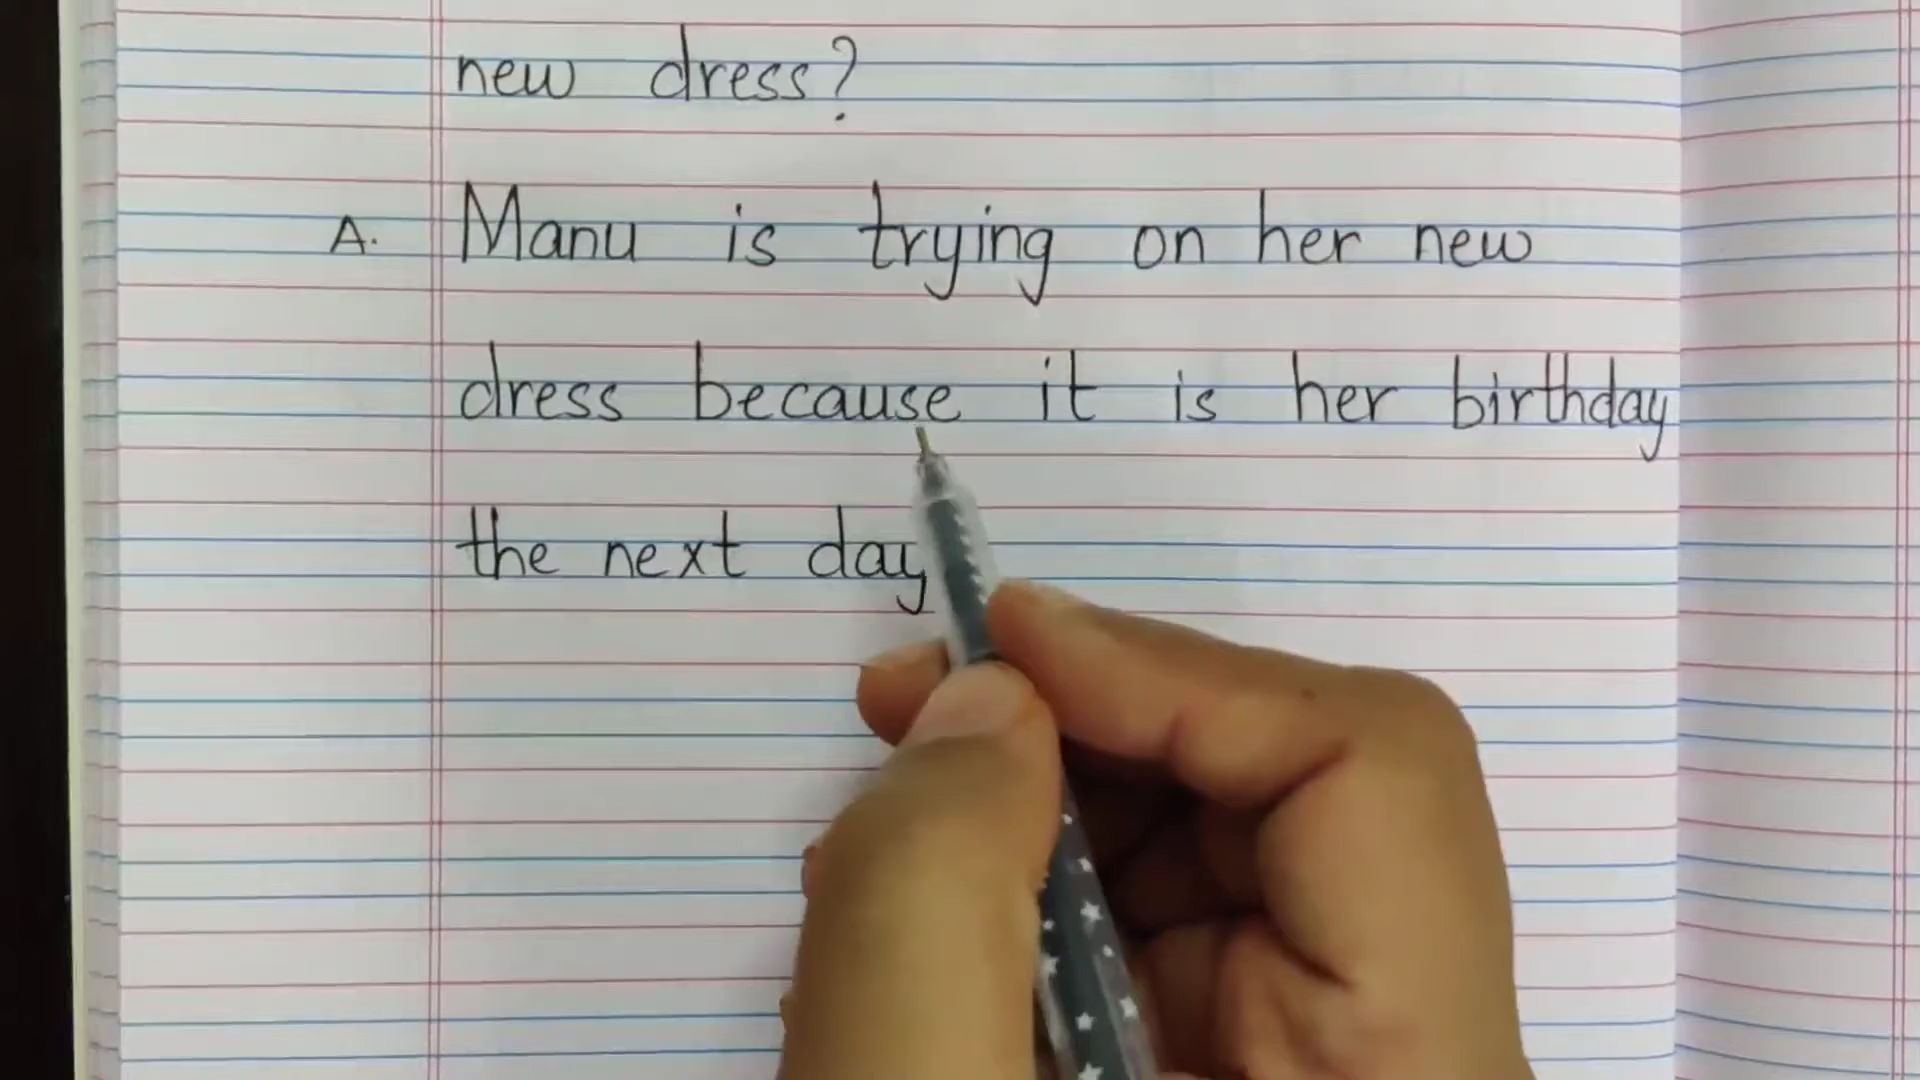 new dress?
A. Manu is trying on her new
dress because it is her birthday
the next day